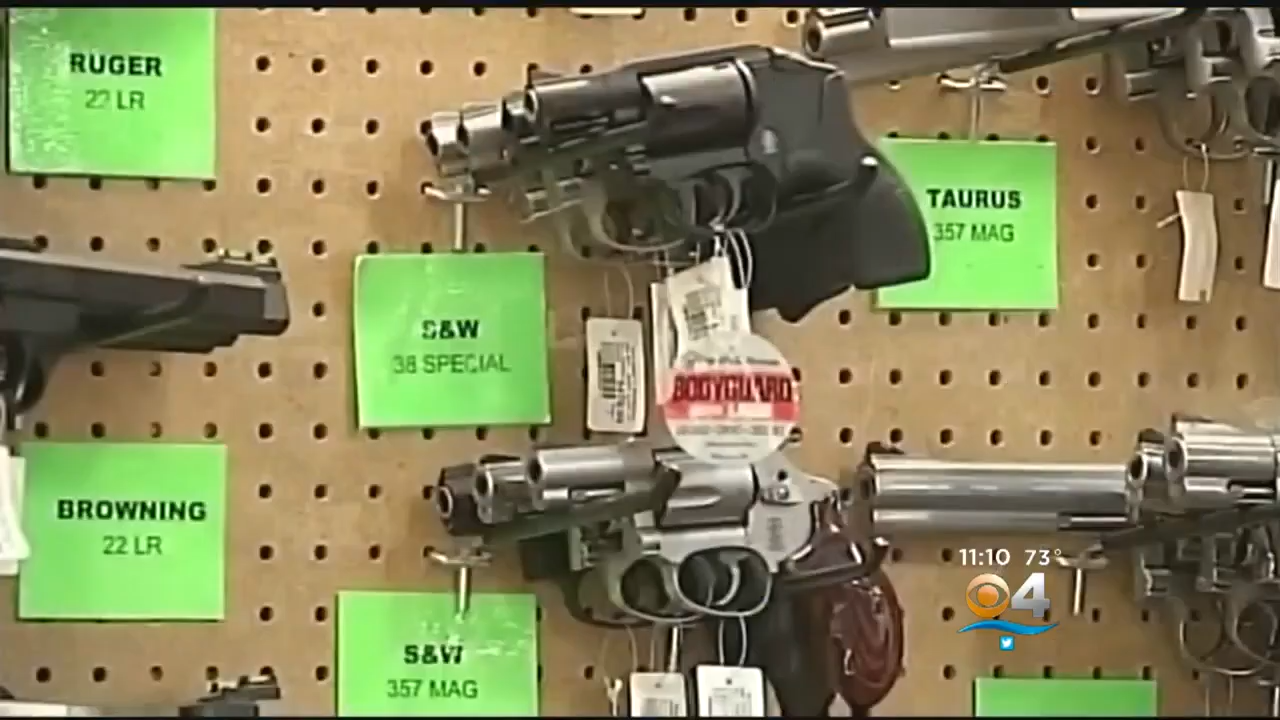 RUGER
22 LR
TAURUS
357 MAG
S&W
38 SPECIAL
BODYGUARD
BROWNING
22 LR
11:10 73°
4
S&W
357 MAG